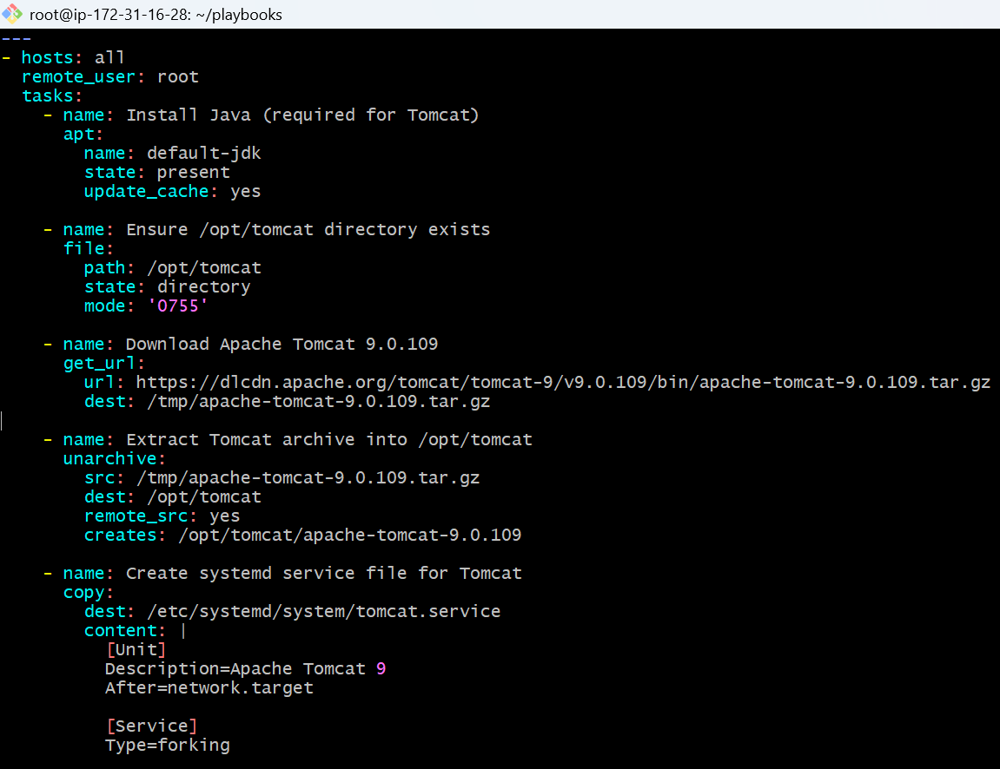 root@ip-172-31-16-28: ~/playbooks
---
- hosts: all
  remote_user: root
  tasks:
    - name: Install Java (required for Tomcat)
      apt:
        name: default-jdk
        state: present
        update_cache: yes

    - name: Ensure /opt/tomcat directory exists
      file:
        path: /opt/tomcat
        state: directory
        mode: '0755'

    - name: Download Apache Tomcat 9.0.109
      get_url:
        url: https://dlcdn.apache.org/tomcat/tomcat-9/v9.0.109/bin/apache-tomcat-9.0.109.tar.gz
        dest: /tmp/apache-tomcat-9.0.109.tar.gz

    - name: Extract Tomcat archive into /opt/tomcat
      unarchive:
        src: /tmp/apache-tomcat-9.0.109.tar.gz
        dest: /opt/tomcat
        remote_src: yes
        creates: /opt/tomcat/apache-tomcat-9.0.109

    - name: Create systemd service file for Tomcat
      copy:
        dest: /etc/systemd/system/tomcat.service
        content: |
          [Unit]
          Description=Apache Tomcat 9
          After=network.target

          [Service]
          Type=forking